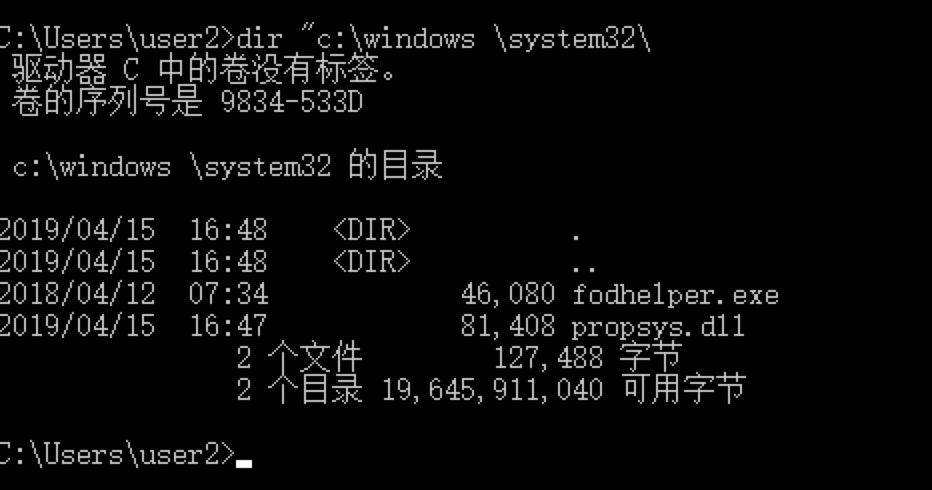 C:\Users\user2>dir "c:\windows \system32\
驱动器 C 中的卷没有标签。
卷的序列号是 9834-533D
c:\windows \system32 的目录
2019/04/15  16:48    <DIR>          .
2019/04/15  16:48    <DIR>          ..
2018/04/12  07:34            46,080 fodhelper.exe
2019/04/15  16:47            81,408 propsys.dll
2 个文件        127,488 字节
2 个目录 19,645,911,040 可用字节
C:\Users\user2>